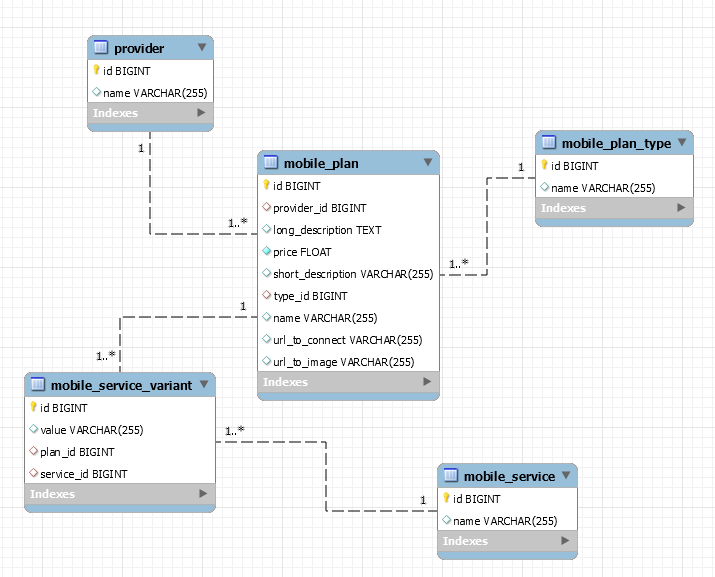 provider
id BIGINT
name VARCHAR(255)
Indexes
1
1..*
mobile_plan
id BIGINT
provider_id BIGINT
long_description TEXT
price FLOAT
short_description VARCHAR(255)
type_id BIGINT
name VARCHAR(255)
url_to_connect VARCHAR(255)
url_to_image VARCHAR(255)
Indexes
mobile_plan_type
id BIGINT
name VARCHAR(255)
Indexes
1
1..*
1
1..*
mobile_service_variant
id BIGINT
value VARCHAR(255)
plan_id BIGINT
service_id BIGINT
Indexes
1..*
1
mobile_service
id BIGINT
name VARCHAR(255)
Indexes